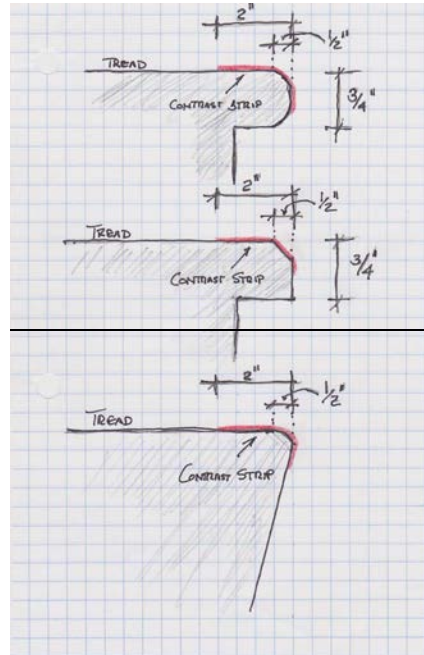 2"
1/2"
TREAD
CONTRAST STRIP
3/4"
2"
1/2"
TREAD
CONTRAST STRIP
3/4"
2"
1/2"
TREAD
CONTRAST STRIP